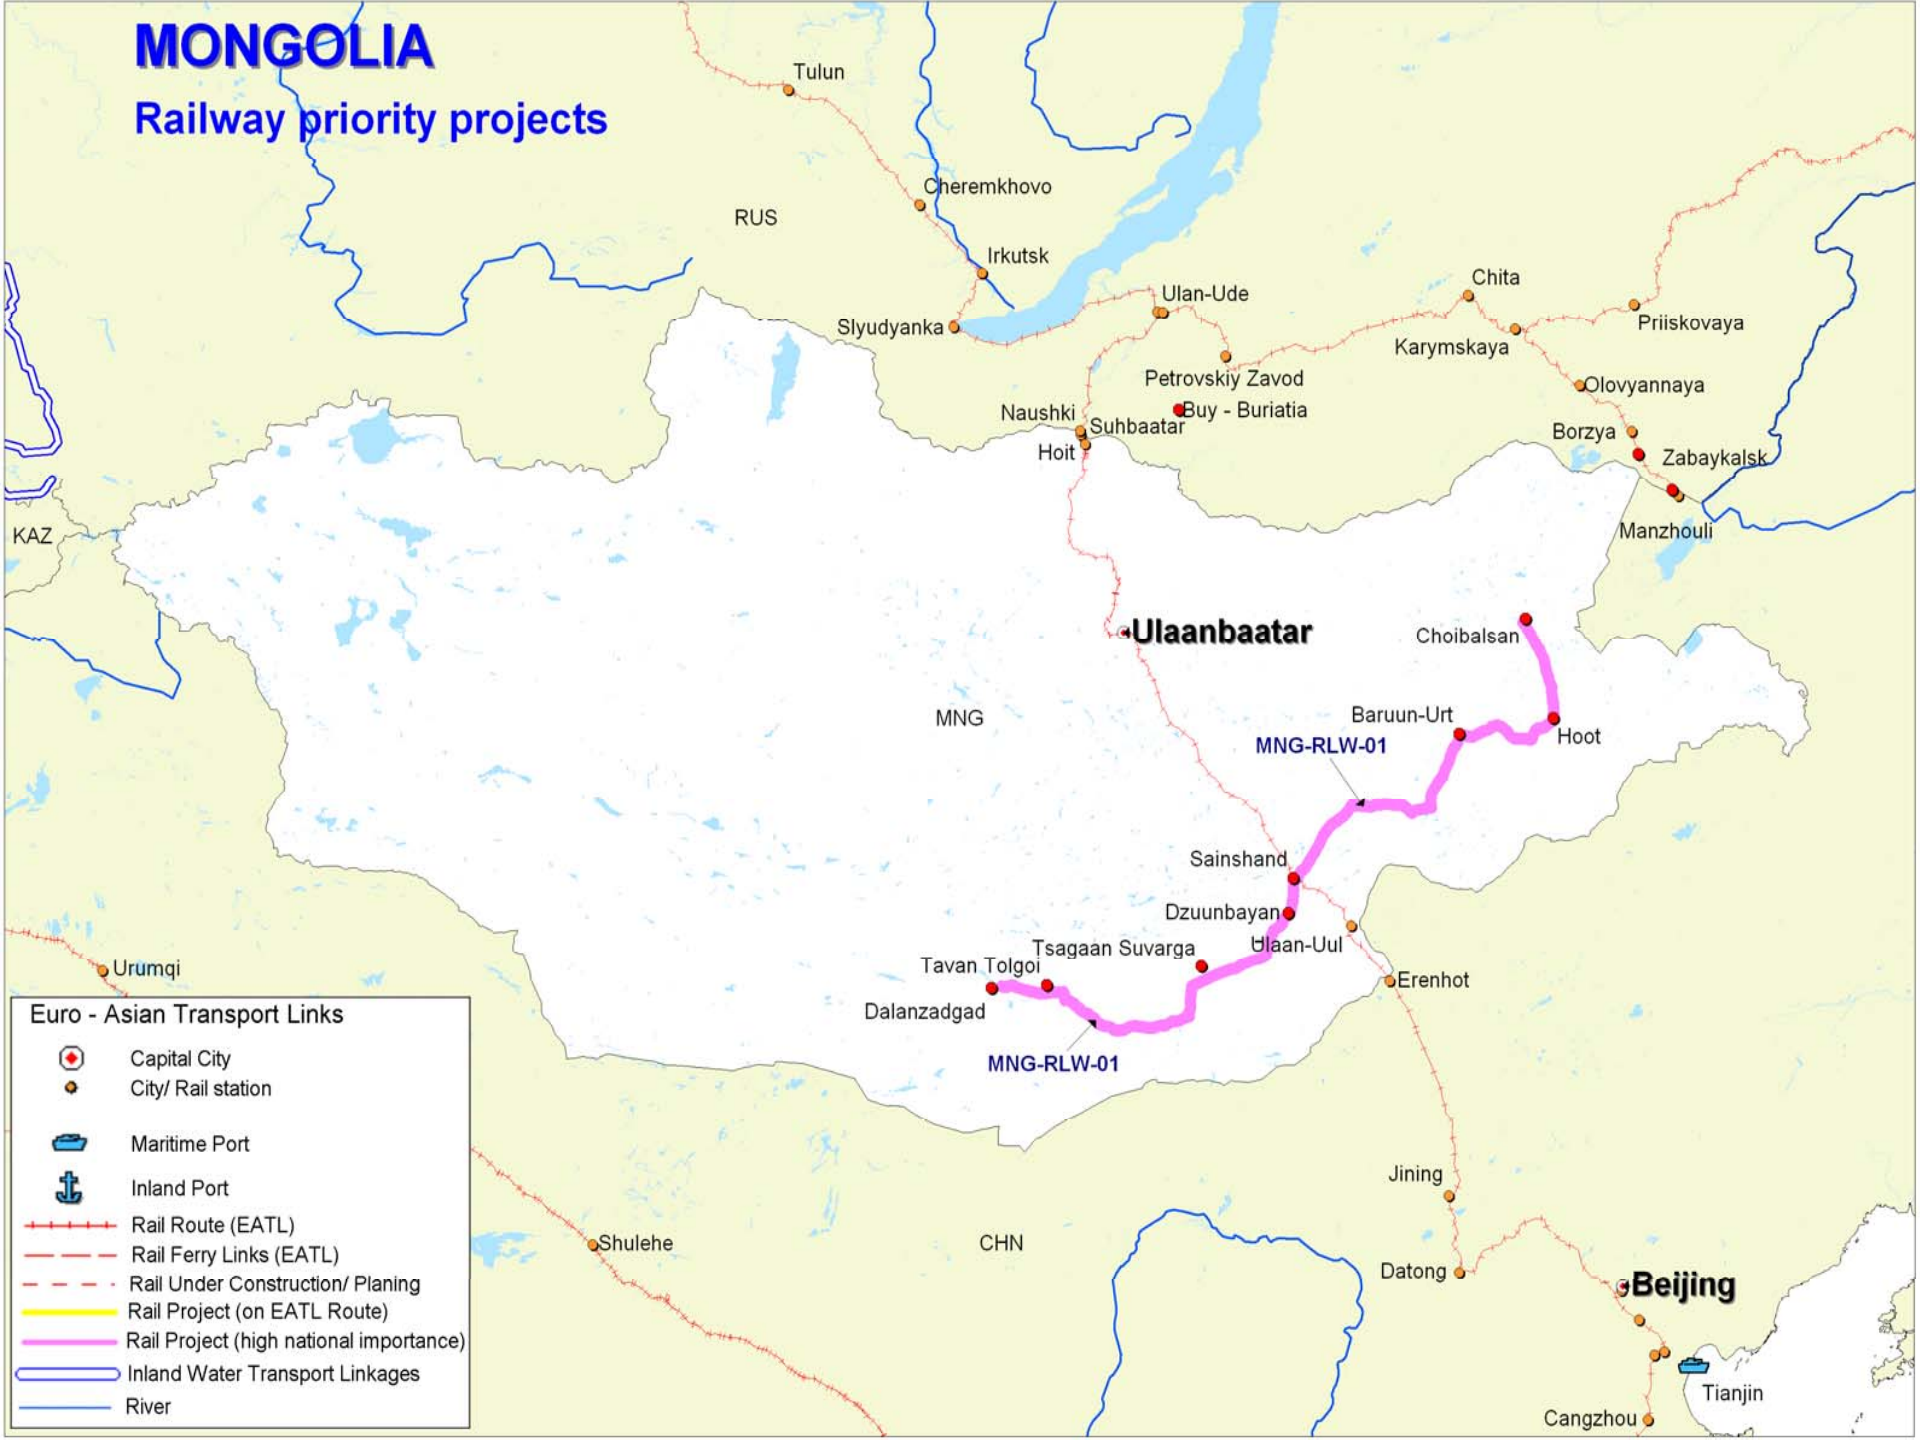 MONGOLIA
Railway priority projects
Tulun
Cheremkhovo
RUS
Irkutsk
Slyudyanka
Ulan-Ude
Chita
Priiskovaya
Karymskaya
Petrovskiy Zavod
Olovyannaya
Naushki
Buy - Buriatia
Suhbaatar
Borzya
Hoit
Zabaykalsk
KAZ
Manzhouli
Ulaanbaatar
Choibalsan
MNG
Baruun-Urt
Hoot
MNG-RLW-01
Sainshand
Dzuunbayan
Ulaan-Uul
Tsagaan Suvarga
Tavan Tolgoi
Urumqi
Erenhot
Dalanzadgad
MNG-RLW-01
Jining
Shulehe
CHN
Datong
Beijing
Tianjin
Cangzhou
Euro - Asian Transport Links
Capital City
City/ Rail station
Maritime Port
Inland Port
Rail Route (EATL)
Rail Ferry Links (EATL)
Rail Under Construction/ Planing
Rail Project (on EATL Route)
Rail Project (high national importance)
Inland Water Transport Linkages
River